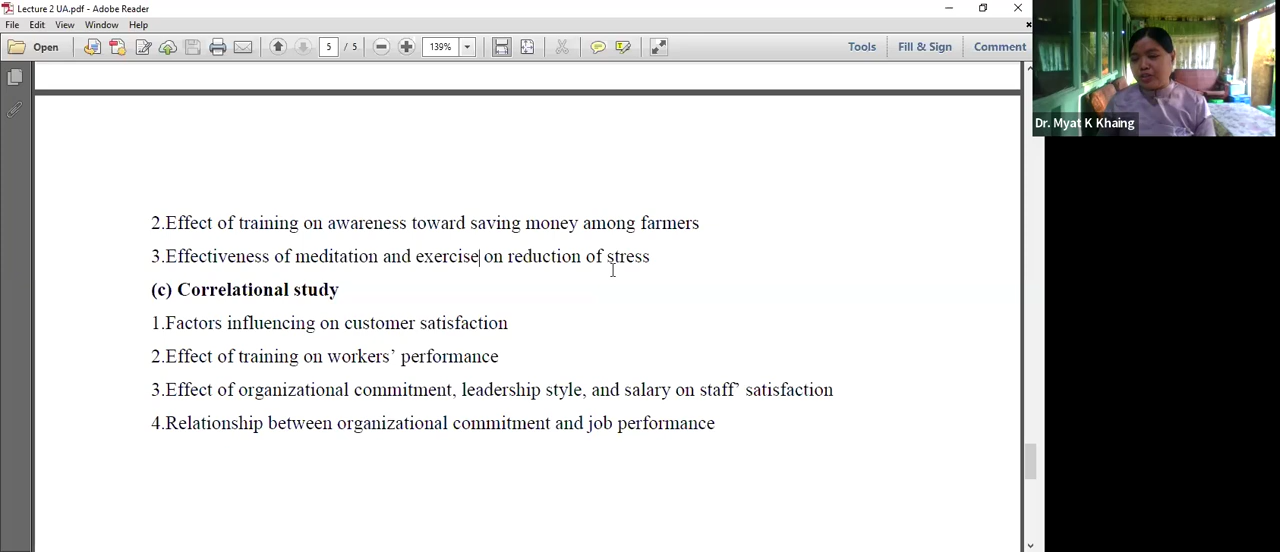 Lecture 2 UA.pdf - Adobe Reader
File Edit View Window Help
Open 5 / 5 139% Tools Fill & Sign Comment
Dr. Myat K Khaing
2.Effect of training on awareness toward saving money among farmers
3.Effectiveness of meditation and exercise on reduction of stress
(c) Correlational study
1.Factors influencing on customer satisfaction
2.Effect of training on workers’ performance
3.Effect of organizational commitment, leadership style, and salary on staff’ satisfaction
4.Relationship between organizational commitment and job performance